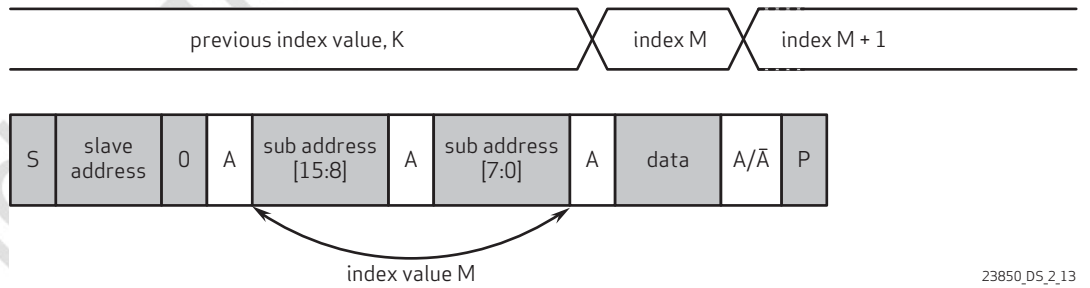 previous index value, K
index M
index M + 1
S
slave
address
0
A
sub address
[15:8]
A
sub address
[7:0]
A
data
A/Ā
P
index value M
23850_DS_2_13